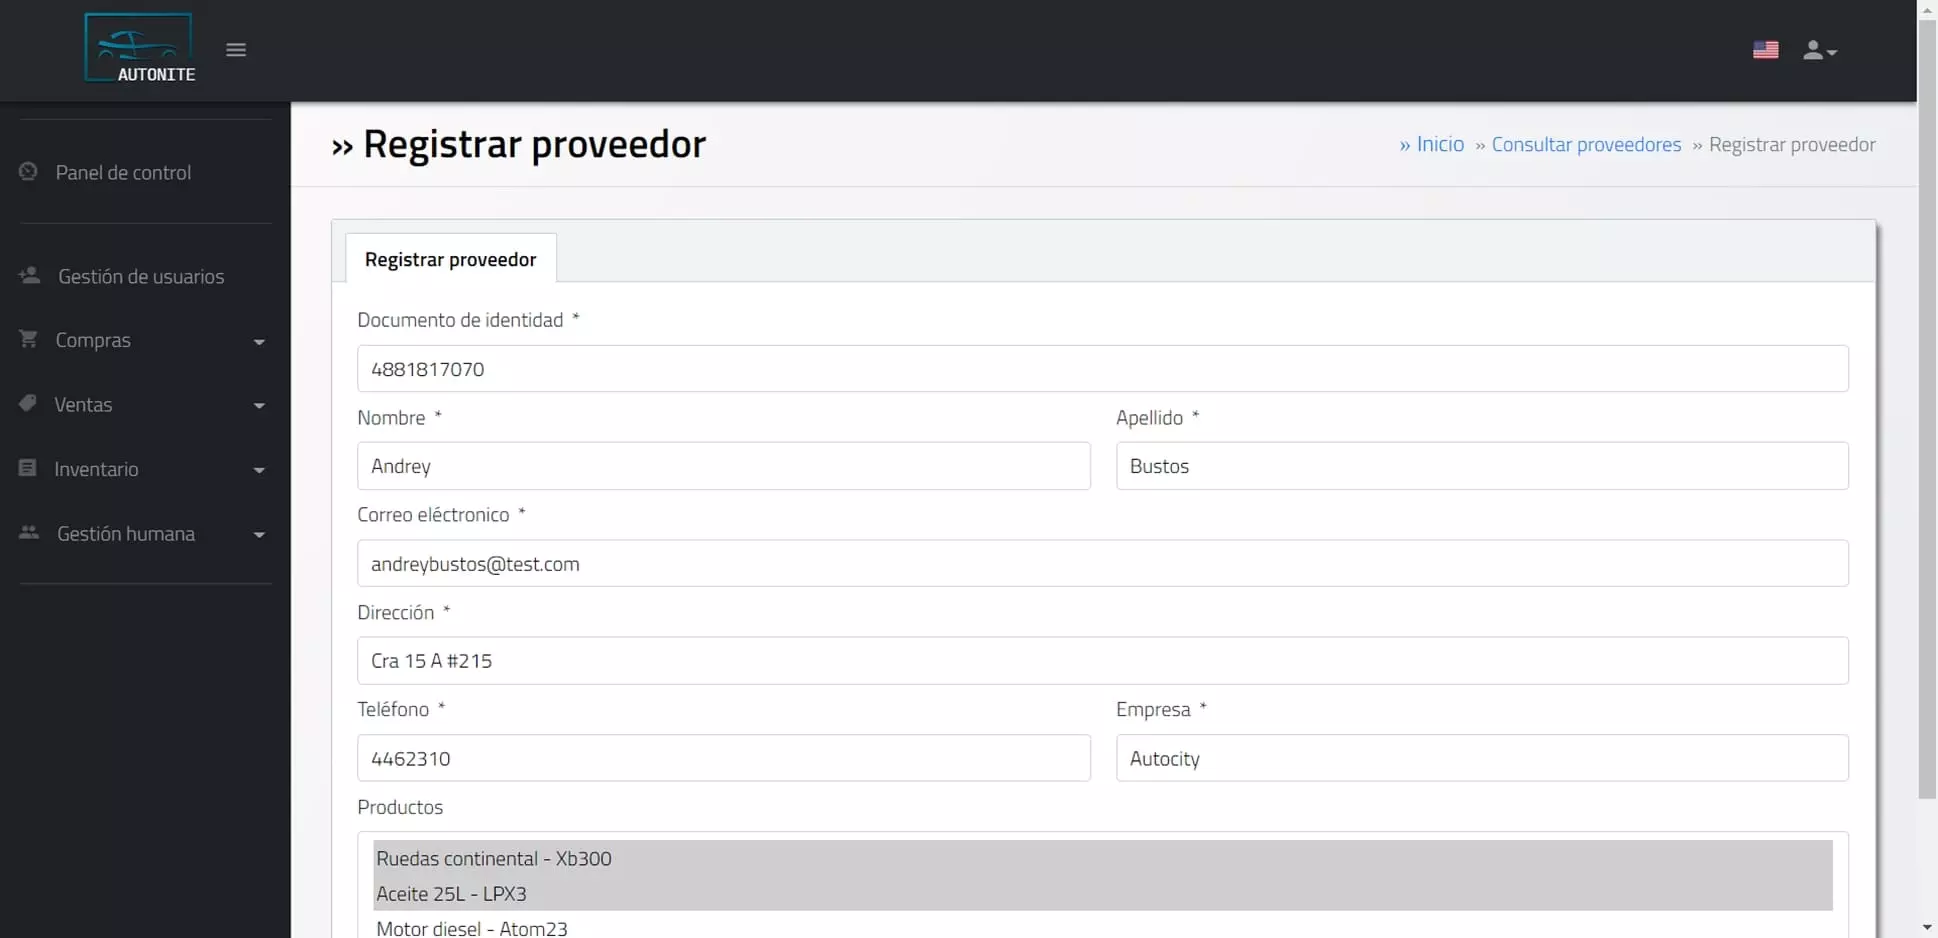 AUTONITE
» Registrar proveedor
» Inicio » Consultar proveedores » Registrar proveedor
Panel de control
Gestión de usuarios
Compras
Ventas
Inventario
Gestión humana
Registrar proveedor
Documento de identidad *
4881817070
Nombre * Apellido *
Andrey Bustos
Correo eléctronico *
andreybustos@test.com
Dirección *
Cra 15 A #215
Teléfono * Empresa *
4462310 Autocity
Productos
Ruedas continental - Xb300
Aceite 25L - LPX3
Motor diesel - Atom23